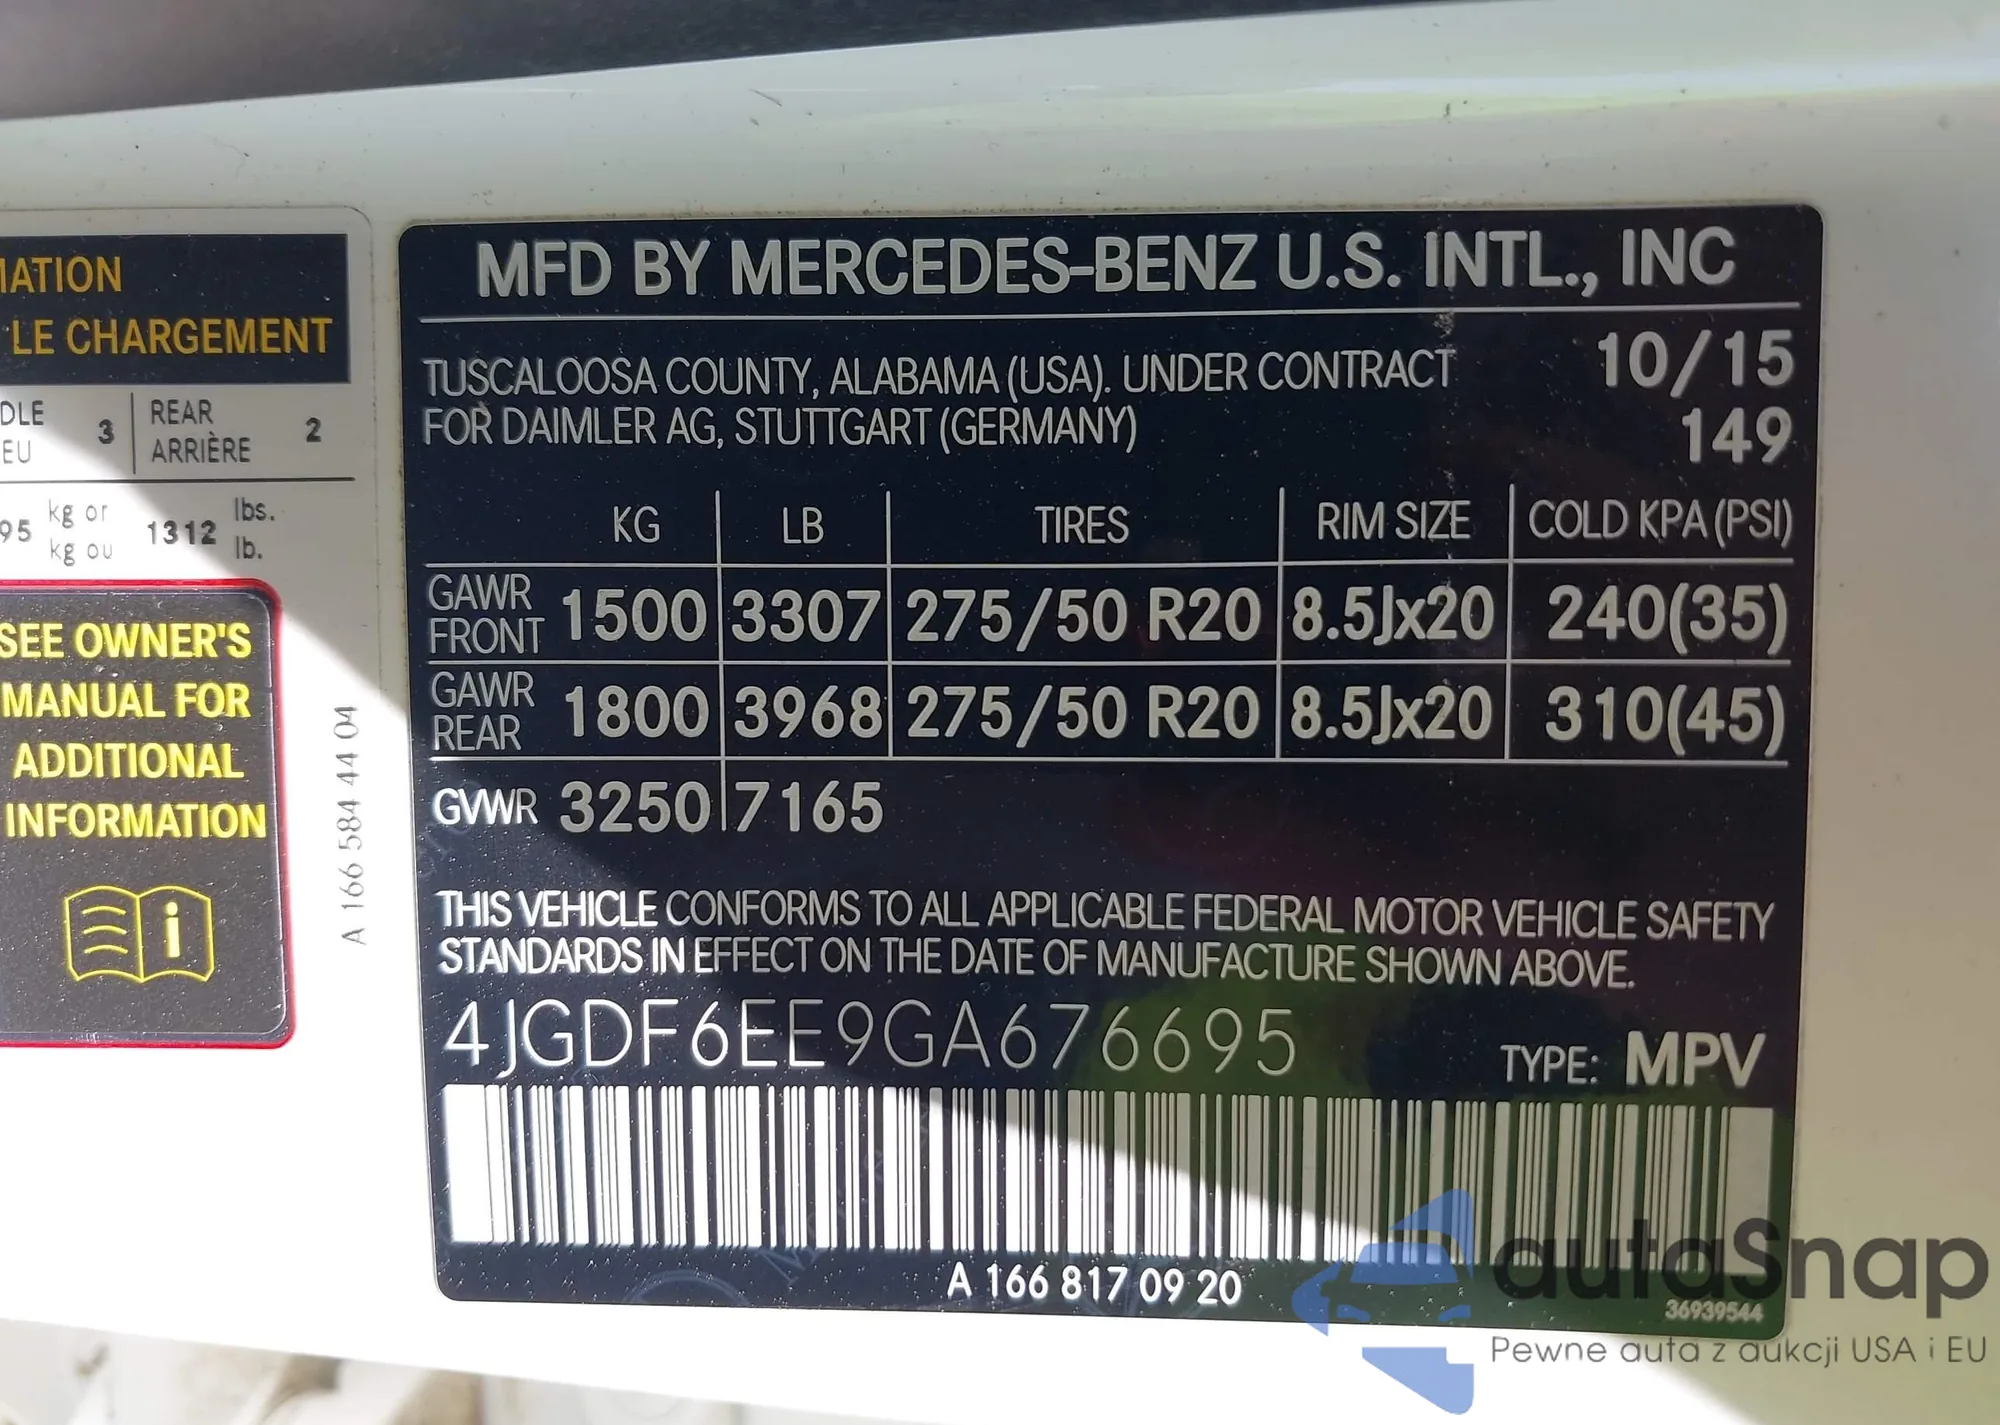 MATION
LE CHARGEMENT
DLE 3 REAR 2
EU ARRIÈRE
95 kg or 1312 lbs.
kg ou lb.
SEE OWNER'S
MANUAL FOR
ADDITIONAL
INFORMATION
i
A 166 584 44 04
MFD BY MERCEDES-BENZ U.S. INTL., INC
TUSCALOOSA COUNTY, ALABAMA (USA). UNDER CONTRACT 10/15
FOR DAIMLER AG, STUTTGART (GERMANY) 149
KG LB TIRES RIM SIZE COLD KPA (PSI)
GAWR FRONT 1500 3307 275/50 R20 8.5Jx20 240(35)
GAWR REAR 1800 3968 275/50 R20 8.5Jx20 310(45)
GVWR 3250 7165
THIS VEHICLE CONFORMS TO ALL APPLICABLE FEDERAL MOTOR VEHICLE SAFETY
STANDARDS IN EFFECT ON THE DATE OF MANUFACTURE SHOWN ABOVE.
4JGDF6EE9GA676695
TYPE: MPV
A 166 817 09 20
36939544
autaSnap
Pewne auta z aukcji USA i EU